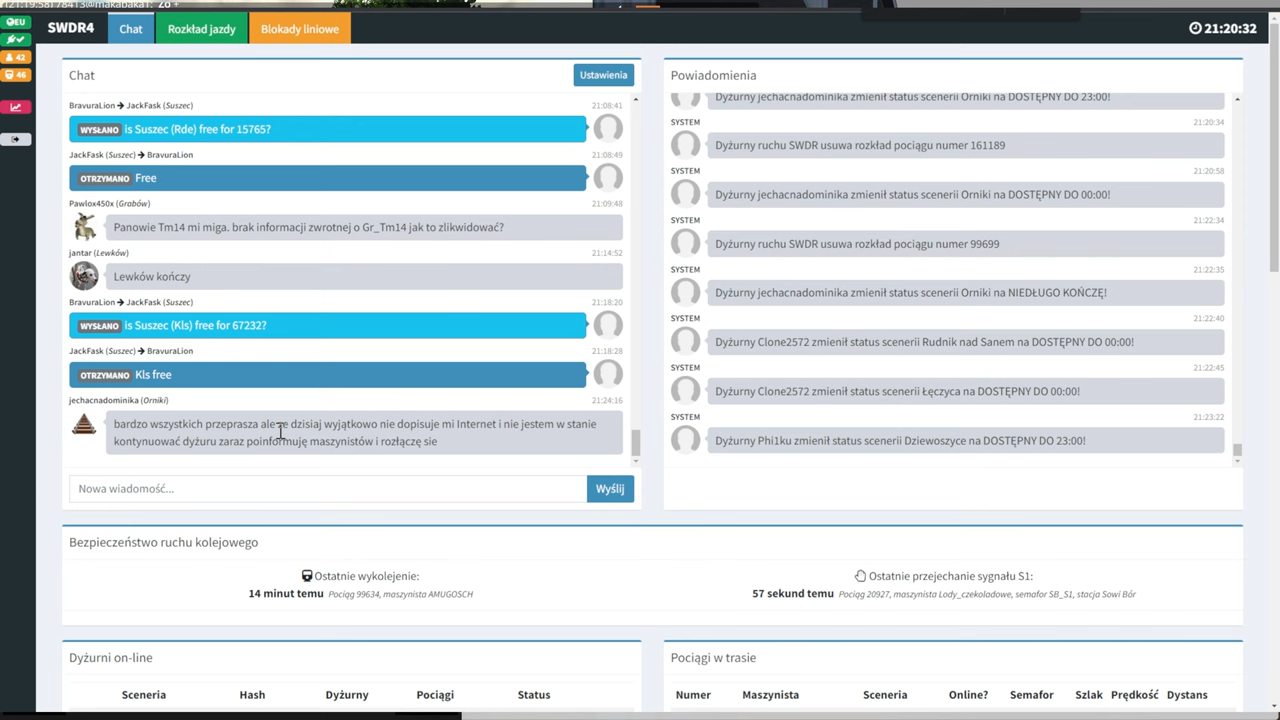 (21:19:58) 78413@makabaka1: Zo +
EU
42
46
SWDR4
Chat
Rozkład jazdy
Blokady liniowe
21:20:32
Chat
Ustawienia
BravuraLion → JackFask (Suszec) 21:08:41
WYSŁANO is Suszec (Rde) free for 15765?
JackFask (Suszec) → BravuraLion 21:08:49
OTRZYMANO Free
Pawlox450x (Grabów) 21:09:48
Panowie Tm14 mi miga. brak informacji zwrotnej o Gr_Tm14 jak to zlikwidować?
jantar (Lewków) 21:14:52
Lewków kończy
BravuraLion → JackFask (Suszec) 21:18:20
WYSŁANO is Suszec (Kls) free for 67232?
JackFask (Suszec) → BravuraLion 21:18:28
OTRZYMANO Kls free
jechacnadominika (Orniki) 21:24:16
bardzo wszystkich przeprasza ale ze dzisiaj wyjątkowo nie dopisuje mi Internet i nie jestem w stanie
kontynuować dyżuru zaraz poinformuję maszynistów i rozłączę sie
Nowa wiadomość...
Wyślij
Powiadomienia
Dyżurny jechacnadominika zmienił status scenerii Orniki na DOSTĘPNY DO 23:00!
SYSTEM 21:20:34
Dyżurny ruchu SWDR usuwa rozkład pociągu numer 161189
SYSTEM 21:20:58
Dyżurny jechacnadominika zmienił status scenerii Orniki na DOSTĘPNY DO 00:00!
SYSTEM 21:22:34
Dyżurny ruchu SWDR usuwa rozkład pociągu numer 99699
SYSTEM 21:22:35
Dyżurny jechacnadominika zmienił status scenerii Orniki na NIEDŁUGO KOŃCZĘ!
SYSTEM 21:22:40
Dyżurny Clone2572 zmienił status scenerii Rudnik nad Sanem na DOSTĘPNY DO 00:00!
SYSTEM 21:22:45
Dyżurny Clone2572 zmienił status scenerii Łęczyca na DOSTĘPNY DO 00:00!
SYSTEM 21:23:22
Dyżurny Phi1ku zmienił status scenerii Dziewoszyce na DOSTĘPNY DO 23:00!
Bezpieczeństwo ruchu kolejowego
Ostatnie wykolejenie:
14 minut temu Pociąg 99634, maszynista AMUGOSCH
Ostatnie przejechanie sygnału S1:
57 sekund temu Pociąg 20927, maszynista Lody_czekoladowe, semafor SB_S1, stacja Sowi Bór
Dyżurni on-line
Sceneria Hash Dyżurny Pociągi Status
Pociągi w trasie
Numer Maszynista Sceneria Online? Semafor Szlak Prędkość Dystans